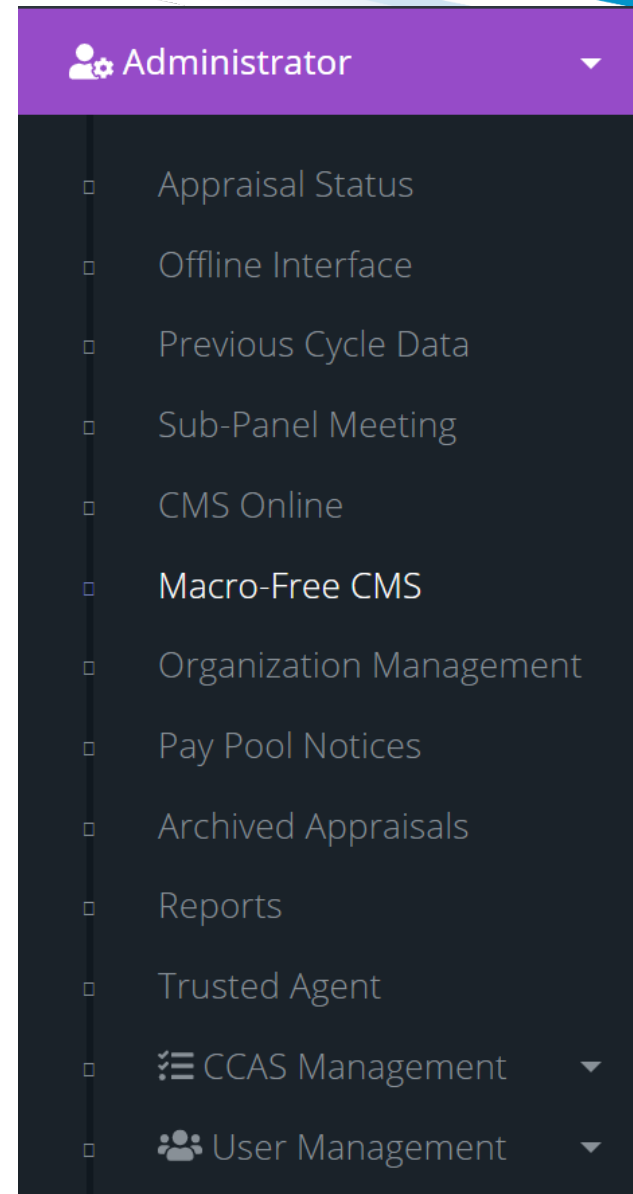 Administrator
Appraisal Status
Offline Interface
Previous Cycle Data
Sub-Panel Meeting
CMS Online
Macro-Free CMS
Organization Management
Pay Pool Notices
Archived Appraisals
Reports
Trusted Agent
CCAS Management
User Management